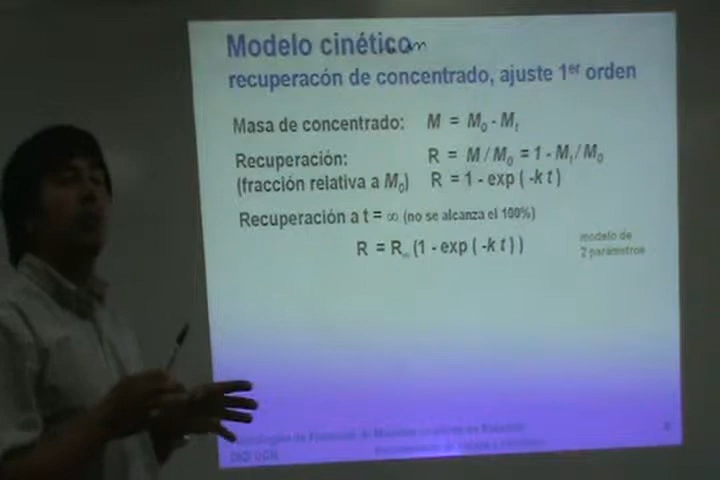 Modelo cinético
recuperacón de concentrado, ajuste 1er orden
Masa de concentrado: M = M0 - Mt
Recuperación: R = M / M0 = 1 - Mt / M0
(fracción relativa a M0) R = 1 - exp ( -k t )
Recuperación a t = ∞ (no se alcanza el 100%)
R = R∞ (1 - exp ( -k t ) )
modelo de
2 parámetros